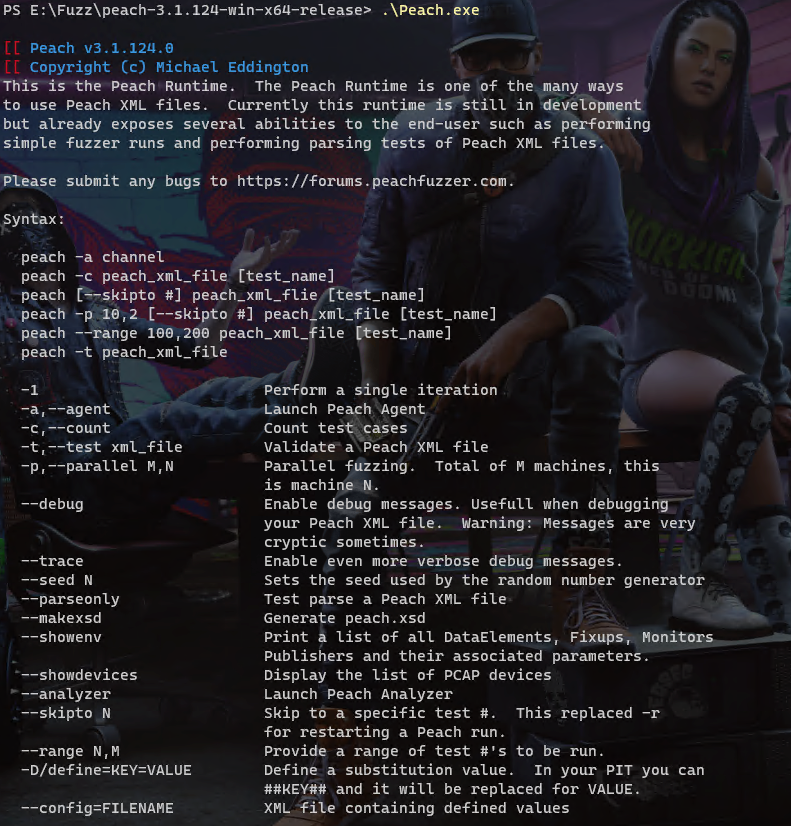 PS E:\Fuzz\peach-3.1.124-win-x64-release> .\Peach.exe
[[ Peach v3.1.124.0
[[ Copyright (c) Michael Eddington
This is the Peach Runtime.  The Peach Runtime is one of the many ways
to use Peach XML files.  Currently this runtime is still in development
but already exposes several abilities to the end-user such as performing
simple fuzzer runs and performing parsing tests of Peach XML files.
Please submit any bugs to https://forums.peachfuzzer.com.
Syntax:
peach -a channel
peach -c peach_xml_file [test_name]
peach [--skipto #] peach_xml_flie [test_name]
peach -p 10,2 [--skipto #] peach_xml_file [test_name]
peach --range 100,200 peach_xml_file [test_name]
peach -t peach_xml_file
-1                         Perform a single iteration
-a,--agent                 Launch Peach Agent
-c,--count                 Count test cases
-t,--test xml_file         Validate a Peach XML file
-p,--parallel M,N          Parallel fuzzing.  Total of M machines, this
is machine N.
--debug                    Enable debug messages. Usefull when debugging
your Peach XML file.  Warning: Messages are very
cryptic sometimes.
--trace                    Enable even more verbose debug messages.
--seed N                   Sets the seed used by the random number generator
--parseonly                Test parse a Peach XML file
--makexsd                  Generate peach.xsd
--showenv                  Print a list of all DataElements, Fixups, Monitors
Publishers and their associated parameters.
--showdevices              Display the list of PCAP devices
--analyzer                 Launch Peach Analyzer
--skipto N                 Skip to a specific test #.  This replaced -r
for restarting a Peach run.
--range N,M                Provide a range of test #'s to be run.
-D/define=KEY=VALUE        Define a substitution value.  In your PIT you can
##KEY## and it will be replaced for VALUE.
--config=FILENAME          XML file containing defined values